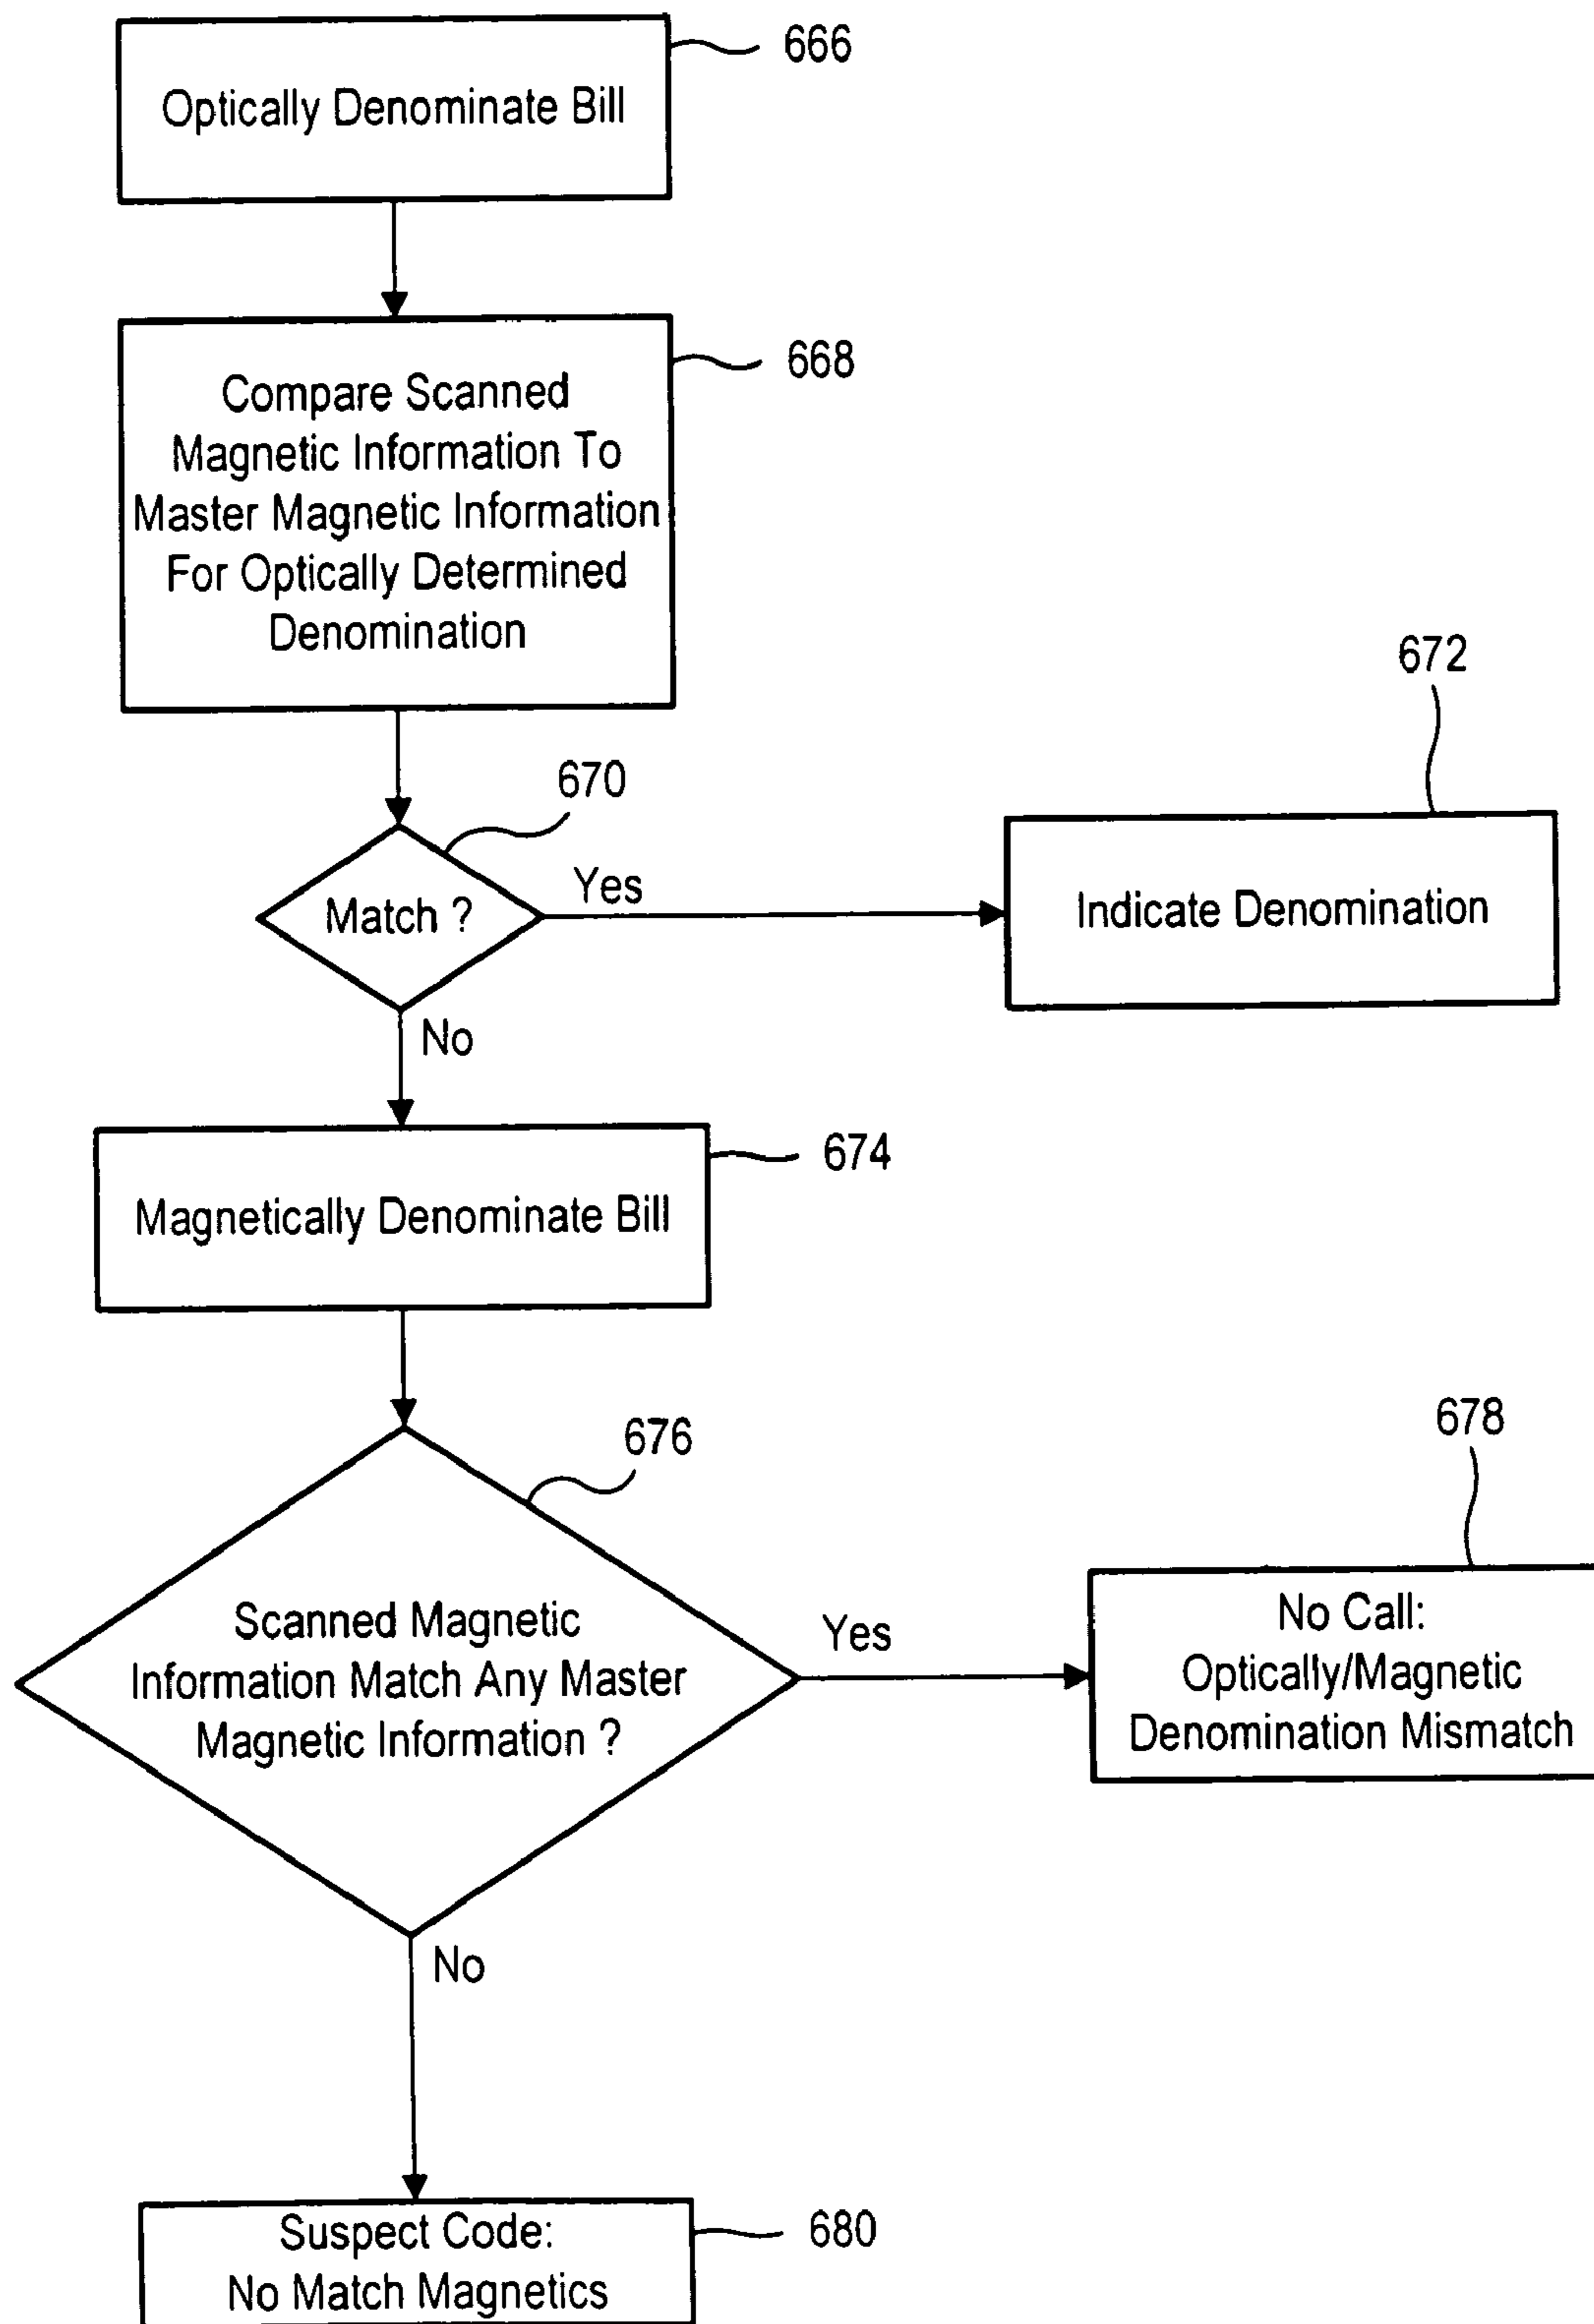 666
Optically Denominate Bill
668
Compare Scanned
Magnetic Information To
Master Magnetic Information
For Optically Determined
Denomination
672
670
Match ?
Yes
Indicate Denomination
No
674
Magnetically Denominate Bill
678
676
Scanned Magnetic
Information Match Any Master
Magnetic Information ?
Yes
No Call:
Optically/Magnetic
Denomination Mismatch
No
680
Suspect Code:
No Match Magnetics